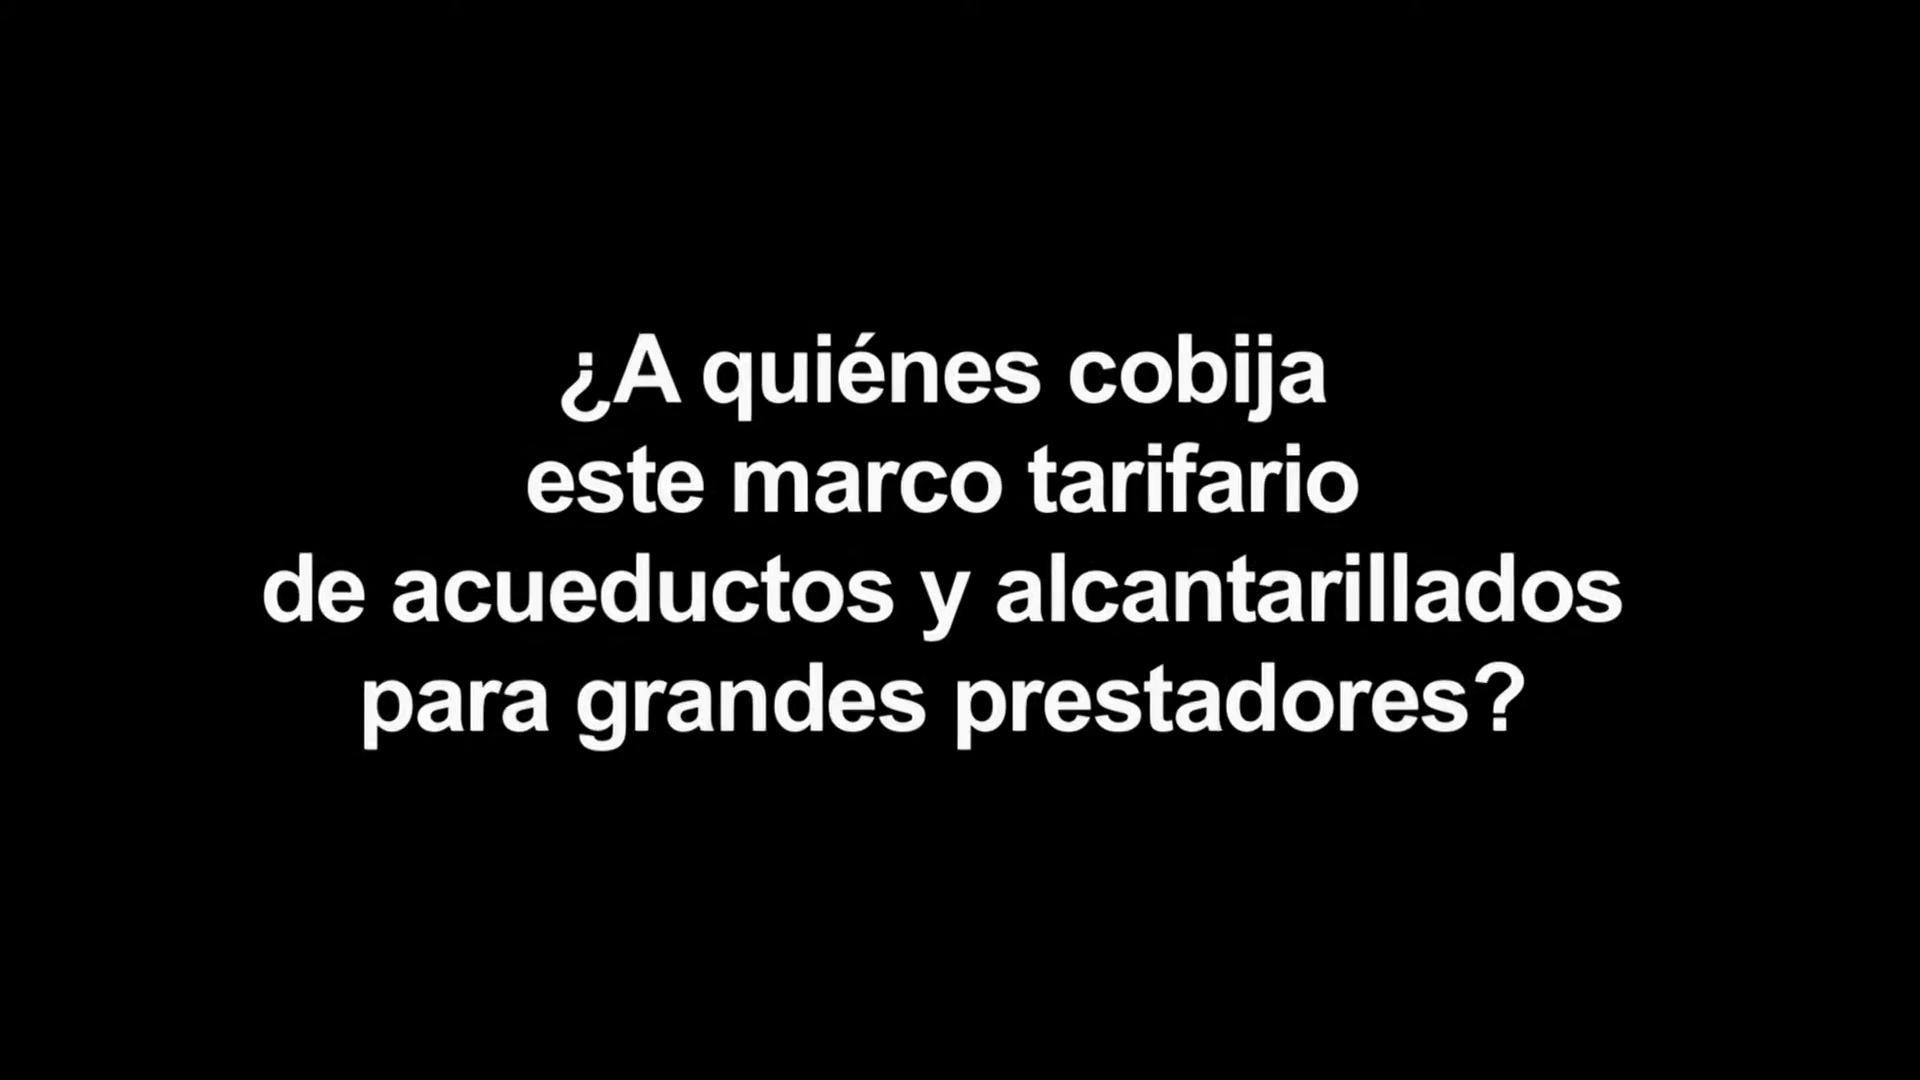 ¿A quiénes cobija
este marco tarifario
de acueductos y alcantarillados
para grandes prestadores?